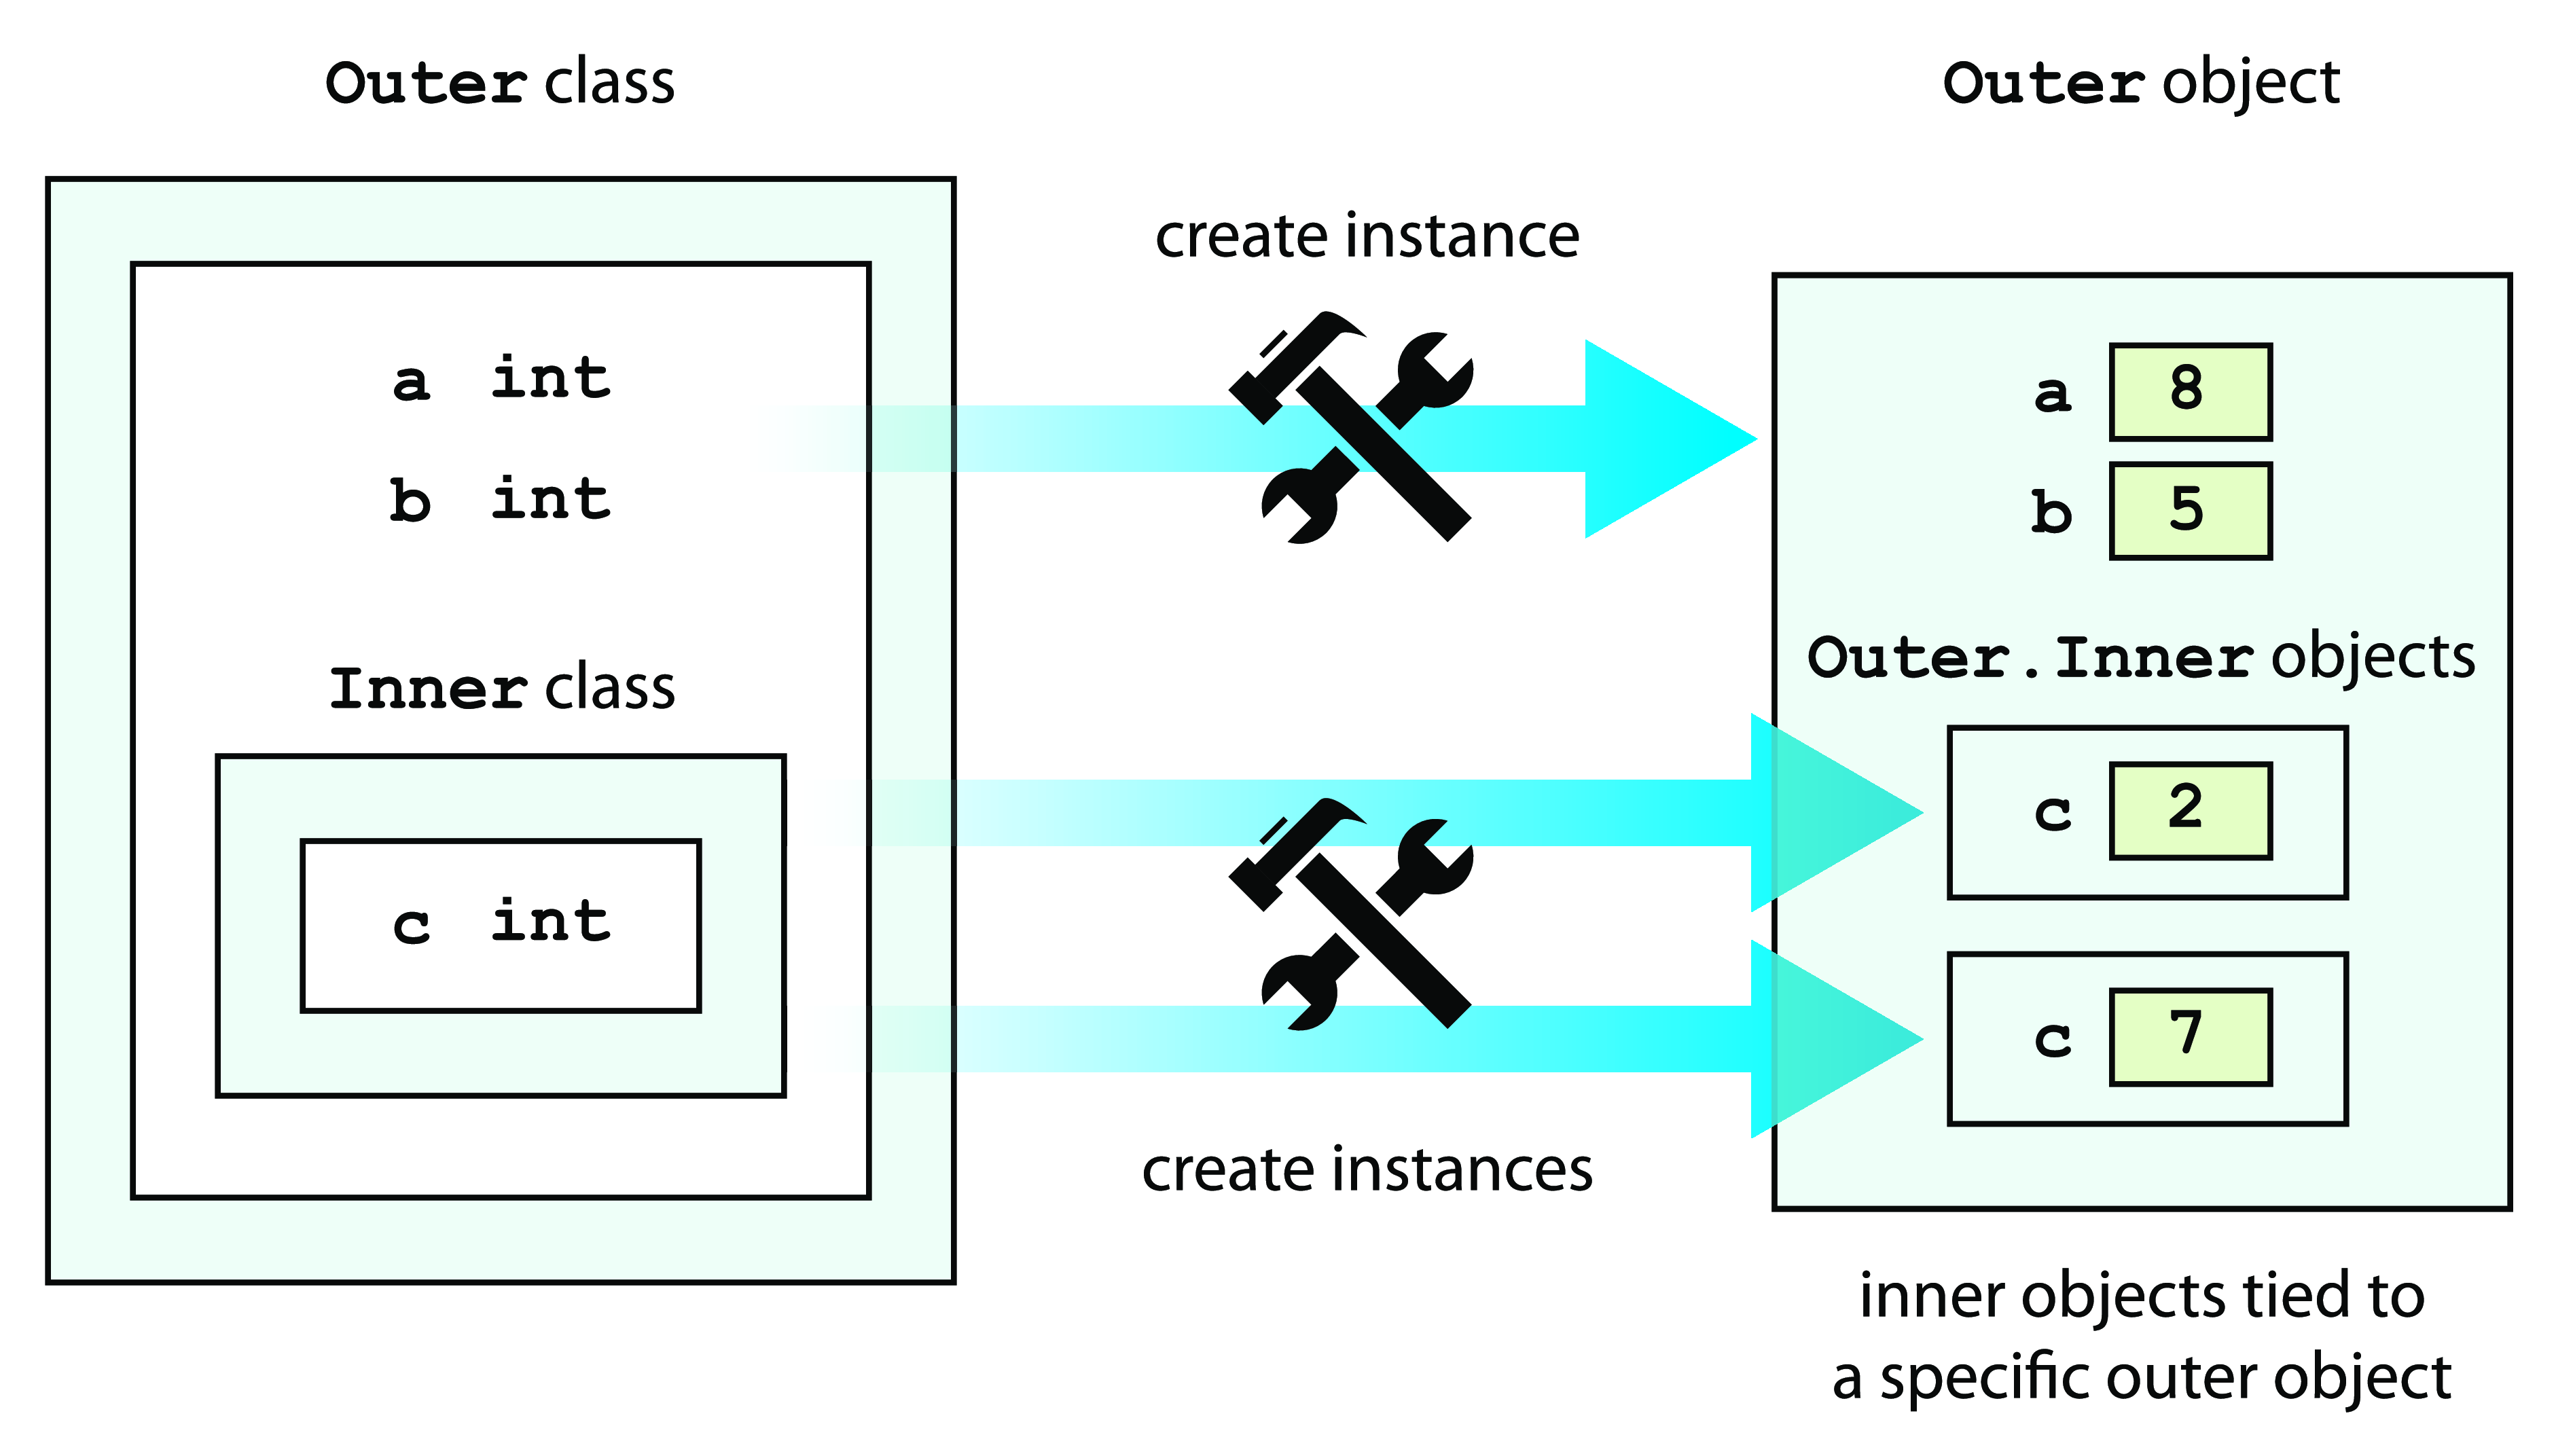 Outer class
a int
b int
Inner class
c int
create instance
create instances
Outer object
a 8
b 5
Outer.Inner objects
c 2
c 7
inner objects tied to
a specific outer object